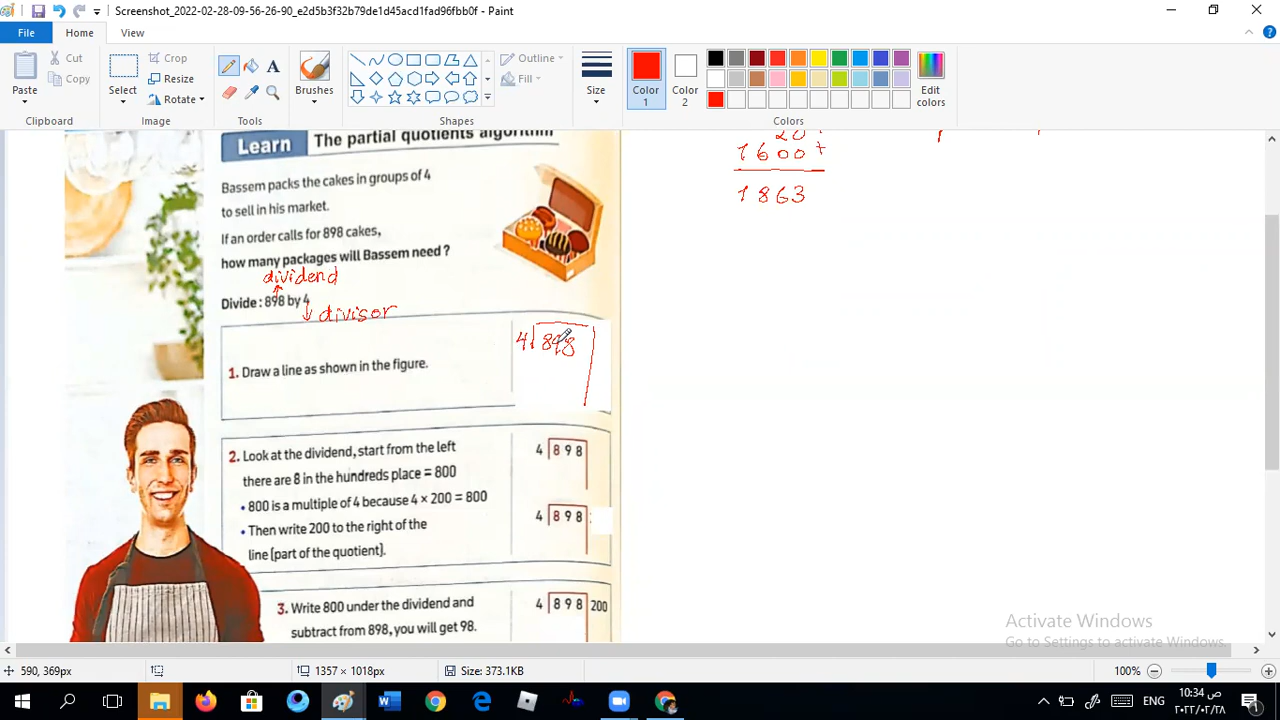 Screenshot_2022-02-28-09-56-26-90_e2d5b3f32b79de1d45acd1fad96fbb0f - Paint
File Home View
Paste Cut Copy
Select Crop Resize Rotate
Brushes
Outline Fill
Size
Color 1 Color 2 Edit colors
Clipboard Image Tools Shapes Colors
Learn The partial quotients algorithm
Bassem packs the cakes in groups of 4
to sell in his market.
If an order calls for 898 cakes,
how many packages will Bassem need ?
dividend
Divide : 898 by 4
divisor
4 898
1. Draw a line as shown in the figure.
2. Look at the dividend, start from the left
there are 8 in the hundreds place = 800
• 800 is a multiple of 4 because 4 × 200 = 800
• Then write 200 to the right of the
line (part of the quotient).
4 898
4 898
3. Write 800 under the dividend and
subtract from 898, you will get 98.
4 898 200
20 +
1600 +
1863
Activate Windows
Go to Settings to activate Windows.
590, 369px 1357 × 1018px Size: 373.1KB 100%
ENG 10:34 ص
٢٠٢٢/٠٢/٢٨